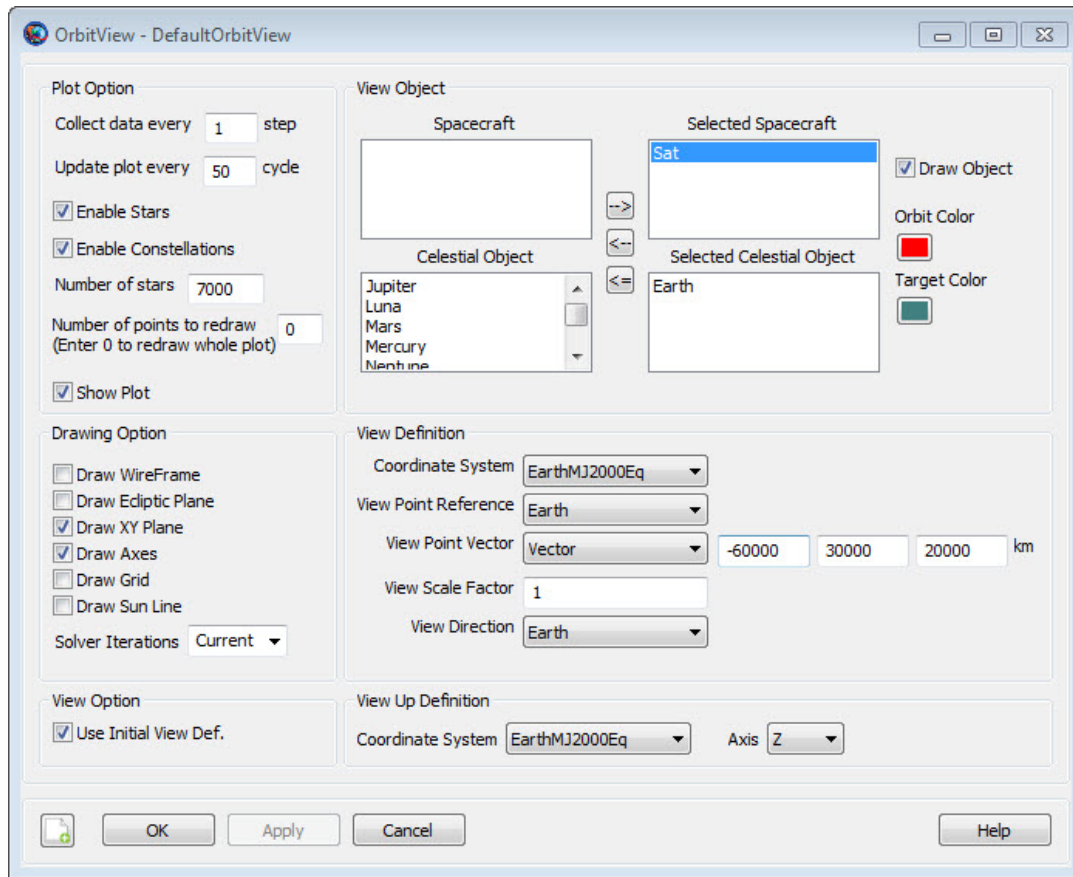 OrbitView - DefaultOrbitView
Plot Option
Collect data every 1 step
Update plot every 50 cycle
Enable Stars
Enable Constellations
Number of stars 7000
Number of points to redraw 0
(Enter 0 to redraw whole plot)
Show Plot
View Object
Spacecraft
Selected Spacecraft
Sat
-->
<--
<=
Draw Object
Orbit Color
Target Color
Celestial Object
Jupiter
Luna
Mars
Mercury
Neptune
Selected Celestial Object
Earth
Drawing Option
Draw WireFrame
Draw Ecliptic Plane
Draw XY Plane
Draw Axes
Draw Grid
Draw Sun Line
Solver Iterations Current
View Definition
Coordinate System EarthMJ2000Eq
View Point Reference Earth
View Point Vector Vector -60000 30000 20000 km
View Scale Factor 1
View Direction Earth
View Option
Use Initial View Def.
View Up Definition
Coordinate System EarthMJ2000Eq Axis Z
OK Apply Cancel Help